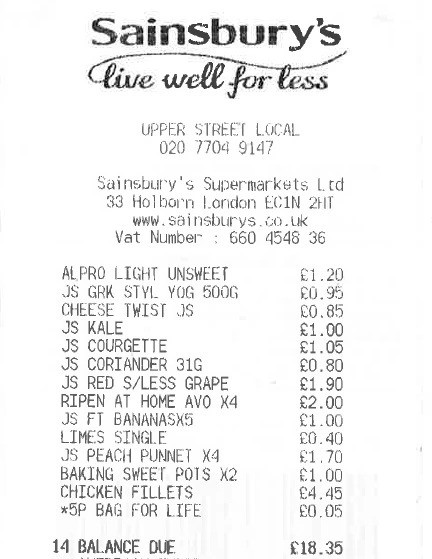 Sainsbury's
live well for less
UPPER STREET LOCAL
020 7704 9147
Sainsbury's Supermarkets Ltd
33 Holborn London EC1N 2HT
www.sainsburys.co.uk
Vat Number : 660 4548 36
ALPRO LIGHT UNSWEET £1.20
JS GRK STYL YOG 500G £0.95
CHEESE TWIST JS £0.85
JS KALE £1.00
JS COURGETTE £1.05
JS CORIANDER 31G £0.80
JS RED S/LESS GRAPE £1.90
RIPEN AT HOME AVO X4 £2.00
JS FT BANANASX5 £1.00
LIMES SINGLE £0.40
JS PEACH PUNNET X4 £1.70
BAKING SWEET POTS X2 £1.00
CHICKEN FILLETS £4.45
*5P BAG FOR LIFE £0.05
14 BALANCE DUE £18.35